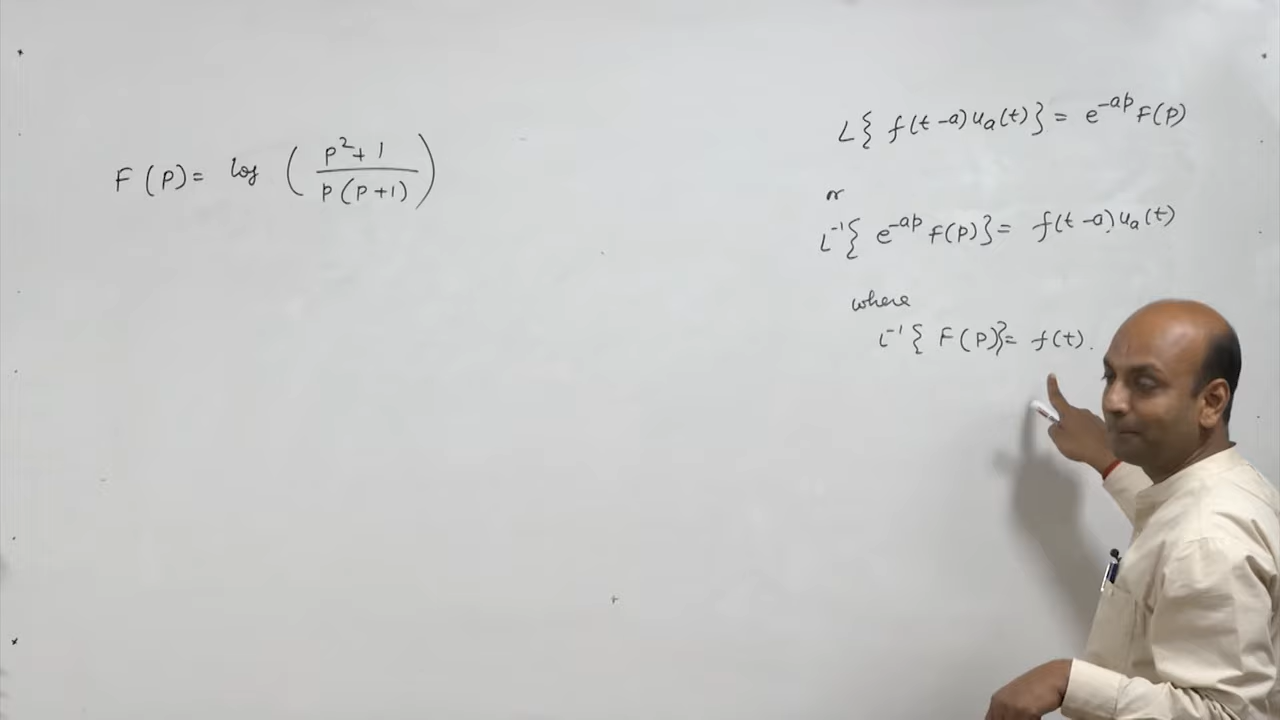 F(P) = log ( (P²+1) / (P(P+1)) )
L{ f(t-a) uₐ(t) } = e^{-ap} F(p)
or
L⁻¹{ e^{-ap} F(p) } = f(t-a) uₐ(t)
where
L⁻¹{ F(P) } = f(t).